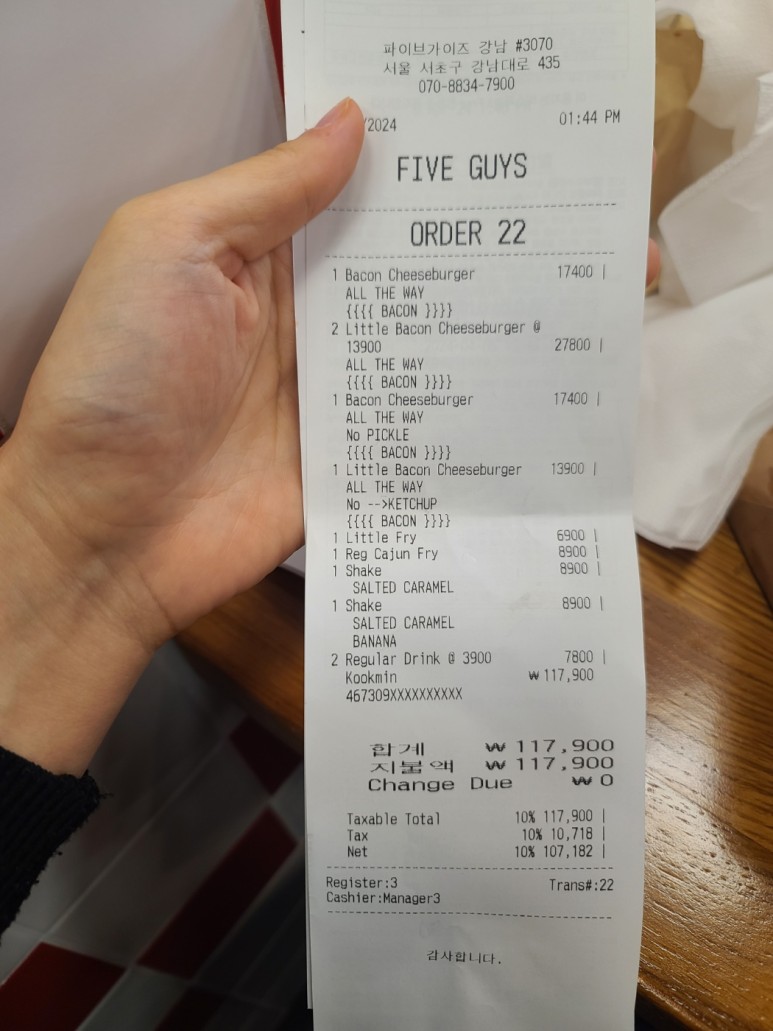 파이브가이즈 강남 #3070
서울 서초구 강남대로 435
070-8834-7900
/2024 01:44 PM
FIVE GUYS
ORDER 22
1 Bacon Cheeseburger 17400 |
ALL THE WAY
{{{{ BACON }}}}
2 Little Bacon Cheeseburger @
13900 27800 |
ALL THE WAY
{{{{ BACON }}}}
1 Bacon Cheeseburger 17400 |
ALL THE WAY
No PICKLE
{{{{ BACON }}}}
1 Little Bacon Cheeseburger 13900 |
ALL THE WAY
No -->KETCHUP
{{{{ BACON }}}}
1 Little Fry 6900 |
1 Reg Cajun Fry 8900 |
1 Shake 8900 |
SALTED CARAMEL
1 Shake 8900 |
SALTED CARAMEL
BANANA
2 Regular Drink @ 3900 7800 |
Kookmin ₩117,900
467309XXXXXXXXXX
합계 ₩ 117,900
지불액 ₩ 117,900
Change Due ₩ 0
Taxable Total 10% 117,900 |
Tax 10% 10,718 |
Net 10% 107,182 |
Register:3 Trans#:22
Cashier:Manager3
감사합니다.